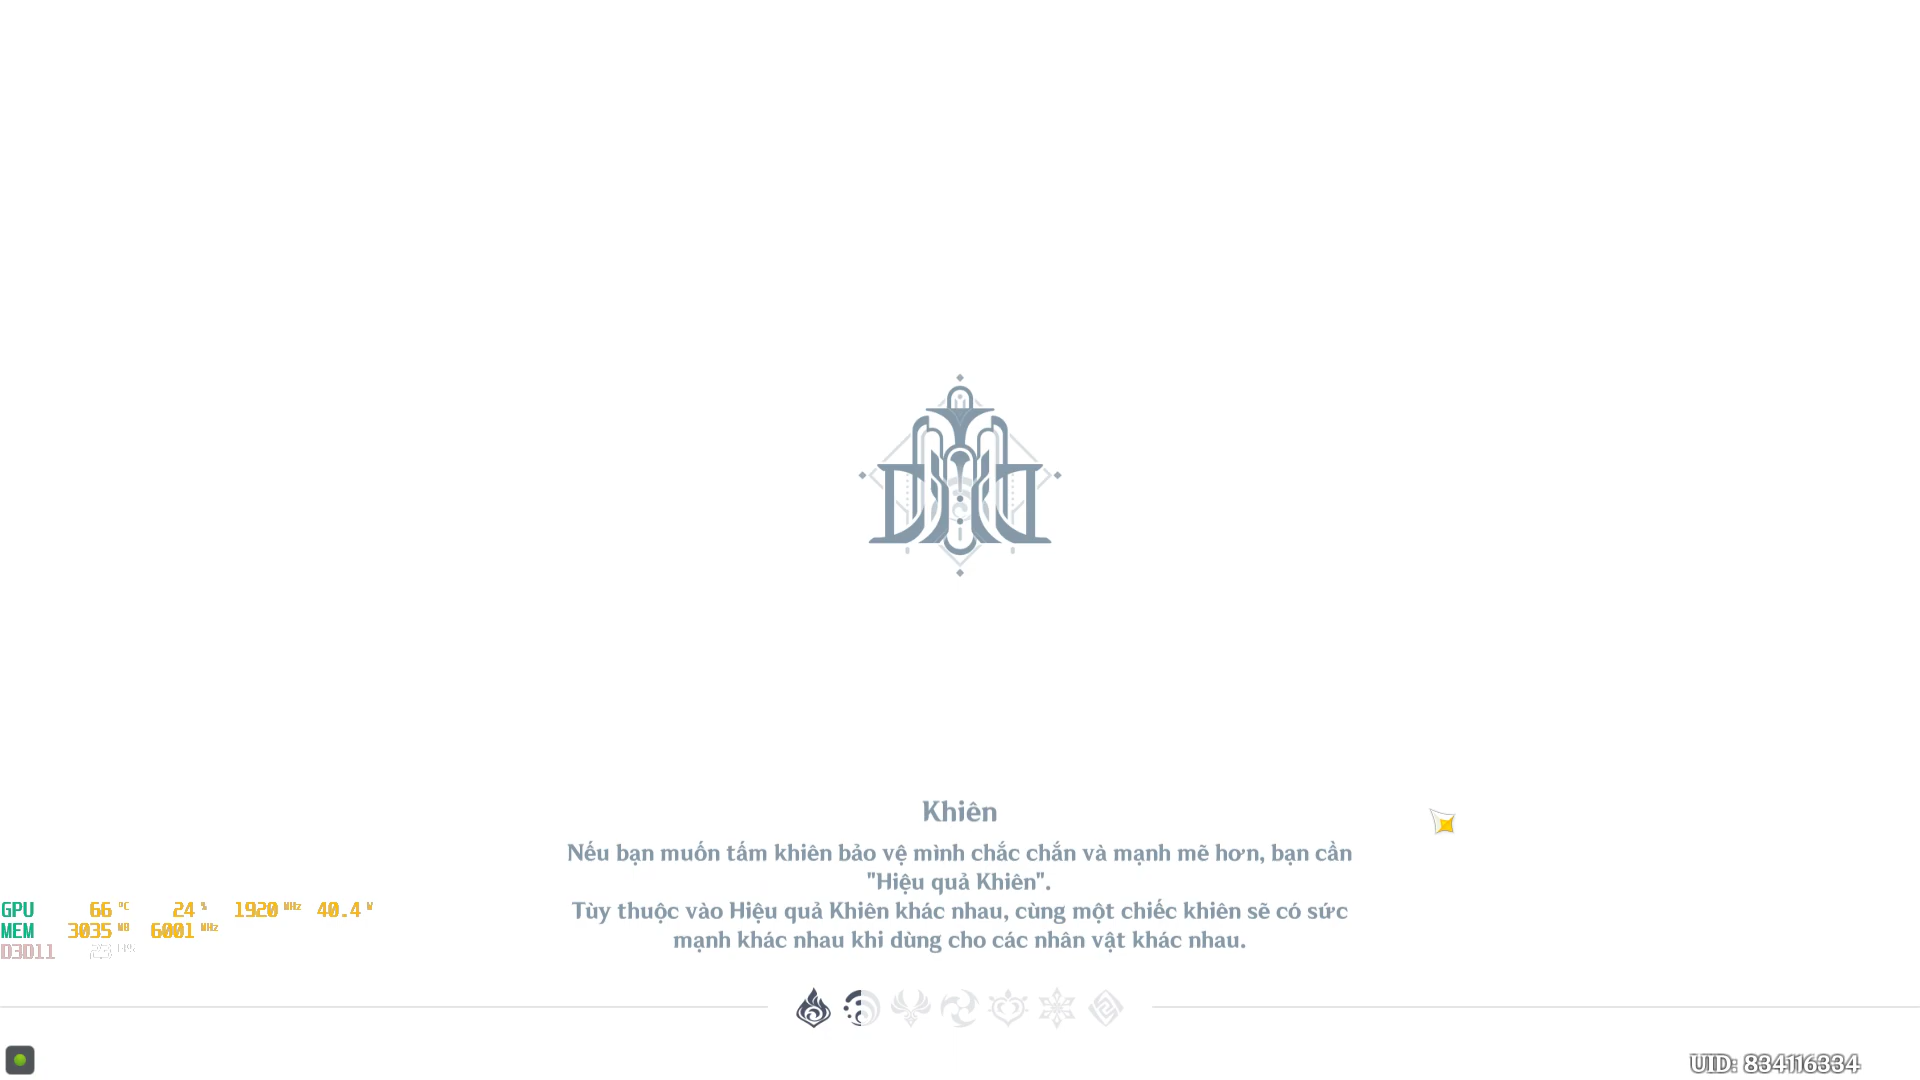 Khiên
Nếu bạn muốn tấm khiên bảo vệ mình chắc chắn và mạnh mẽ hơn, bạn cần
"Hiệu quả Khiên".
Tùy thuộc vào Hiệu quả Khiên khác nhau, cùng một chiếc khiên sẽ có sức
mạnh khác nhau khi dùng cho các nhân vật khác nhau.
GPU 66 °C 24 % 1920 MHz 40.4 W
MEM 3035 MB 6001 MHz
D3D11 23 FPS
UID: 834116334